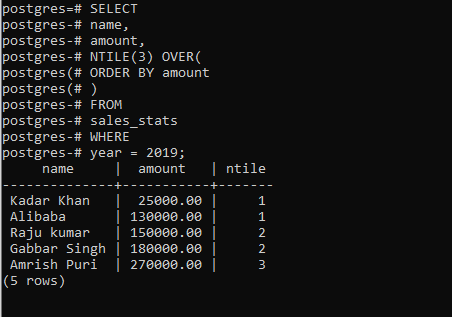 postgres=# SELECT
postgres-# name,
postgres-# amount,
postgres-# NTILE(3) OVER(
postgres(# ORDER BY amount
postgres(# )
postgres-# FROM
postgres-# sales_stats
postgres-# WHERE
postgres-# year = 2019;
     name     |  amount   | ntile
--------------+-----------+-------
 Kadar Khan   |  25000.00 |     1
 Alibaba      | 130000.00 |     1
 Raju kumar   | 150000.00 |     2
 Gabbar Singh | 180000.00 |     2
 Amrish Puri  | 270000.00 |     3
(5 rows)